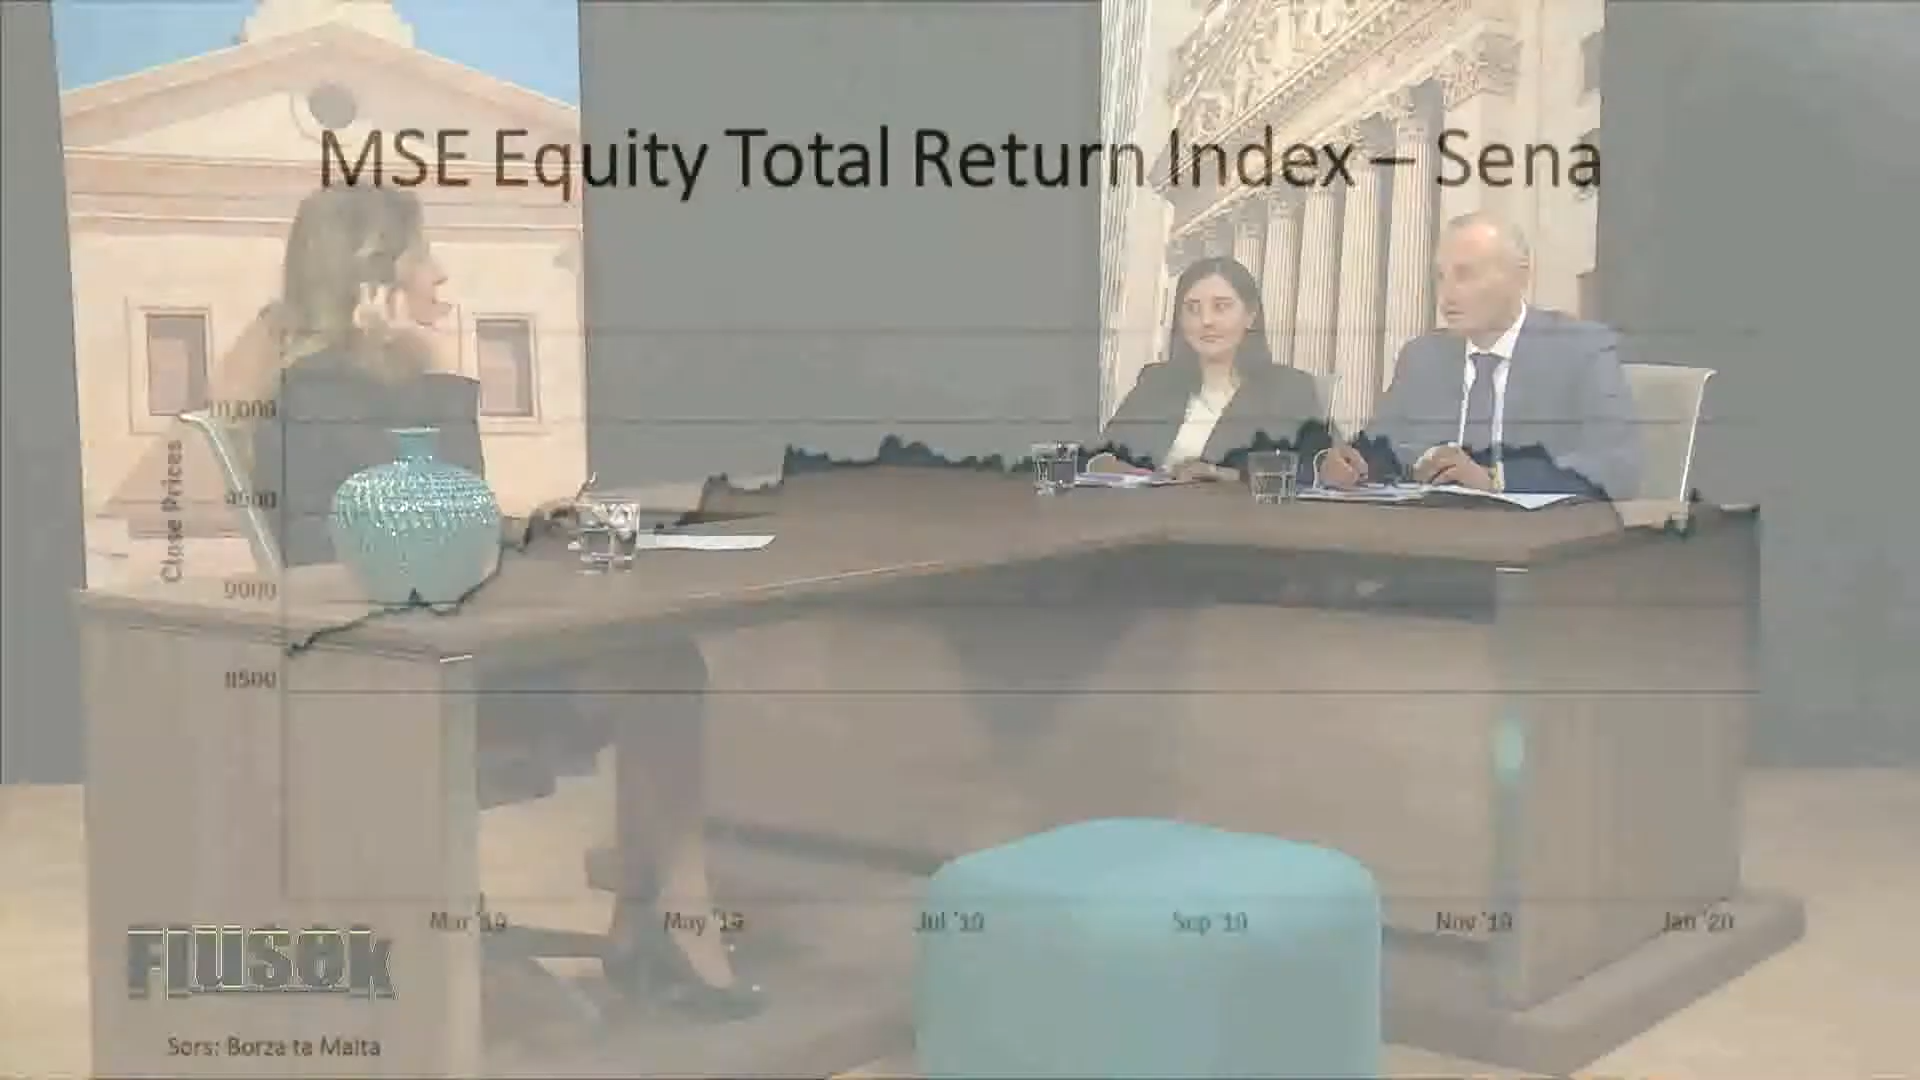 MSE Equity Total Return Index – Sena
10,000
Close Prices
9500
9000
8500
Mar '19
May '19
Jul '19
Sep '19
Nov '19
Jan '20
Flusek
Sors: Borza ta Malta